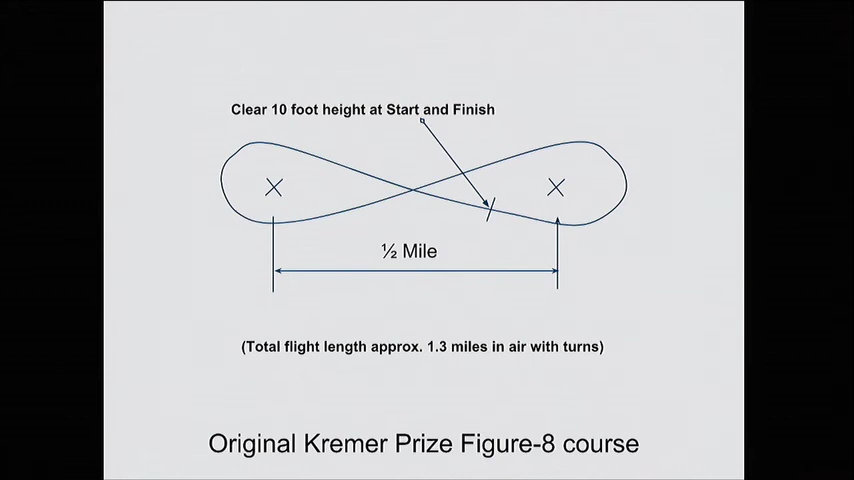 Clear 10 foot height at Start and Finish
½ Mile
(Total flight length approx. 1.3 miles in air with turns)
Original Kremer Prize Figure-8 course